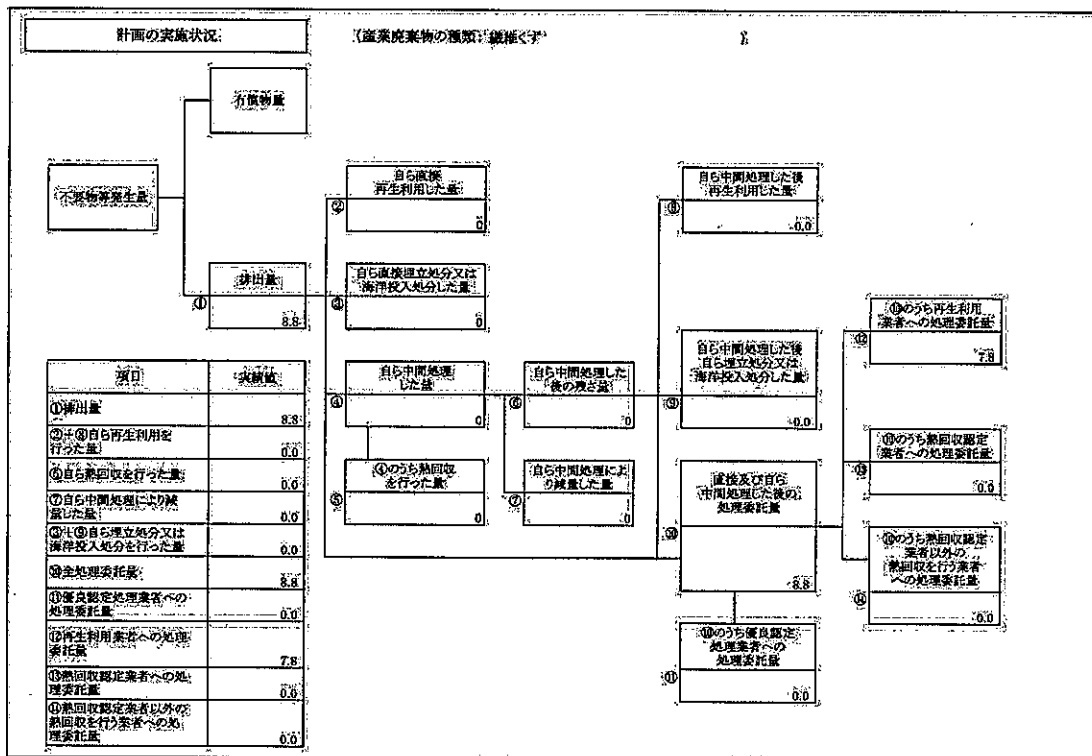 計画の実施状況
(産業廃棄物の種類: 繊維くず
)
有償物量
不要物等発生量
自ら直接
再生利用した量
②
0
自ら中間処理した後
再生利用した量
⑧
0.0
排出量
①
8.8
自ら直接埋立処分又は
海洋投入処分した量
③
0
⑩のうち再生利用
業者への処理委託量
⑫
7.8
自ら中間処理
した量
④
0
自ら中間処理した
後の残さ量
⑥
0
自ら中間処理した後
自ら埋立処分又は
海洋投入処分した量
⑨
0.0
④のうち熱回収
を行った量
⑤
0
自ら中間処理によ
り減量した量
⑦
0
直接及び自ら
中間処理した後の
処理委託量
⑩
8.8
⑩のうち熱回収認定
業者への処理委託量
⑬
0.0
⑩のうち熱回収認定
業者以外の
熱回収を行う業者
への処理委託量
⑭
0.0
⑩のうち優良認定
処理業者への
処理委託量
⑪
0.0
項目 実績値
①排出量 8.8
②+⑧自ら再生利用を
行った量 0.0
⑤自ら熱回収を行った量 0.0
⑦自ら中間処理により減
量した量 0.0
③+⑨自ら埋立処分又は
海洋投入処分を行った量 0.0
⑩全処理委託量 8.8
⑪優良認定処理業者への
処理委託量 0.0
⑫再生利用業者への処理
委託量 7.8
⑬熱回収認定業者への処
理委託量 0.0
⑭熱回収認定業者以外の
熱回収を行う業者への処
理委託量 0.0